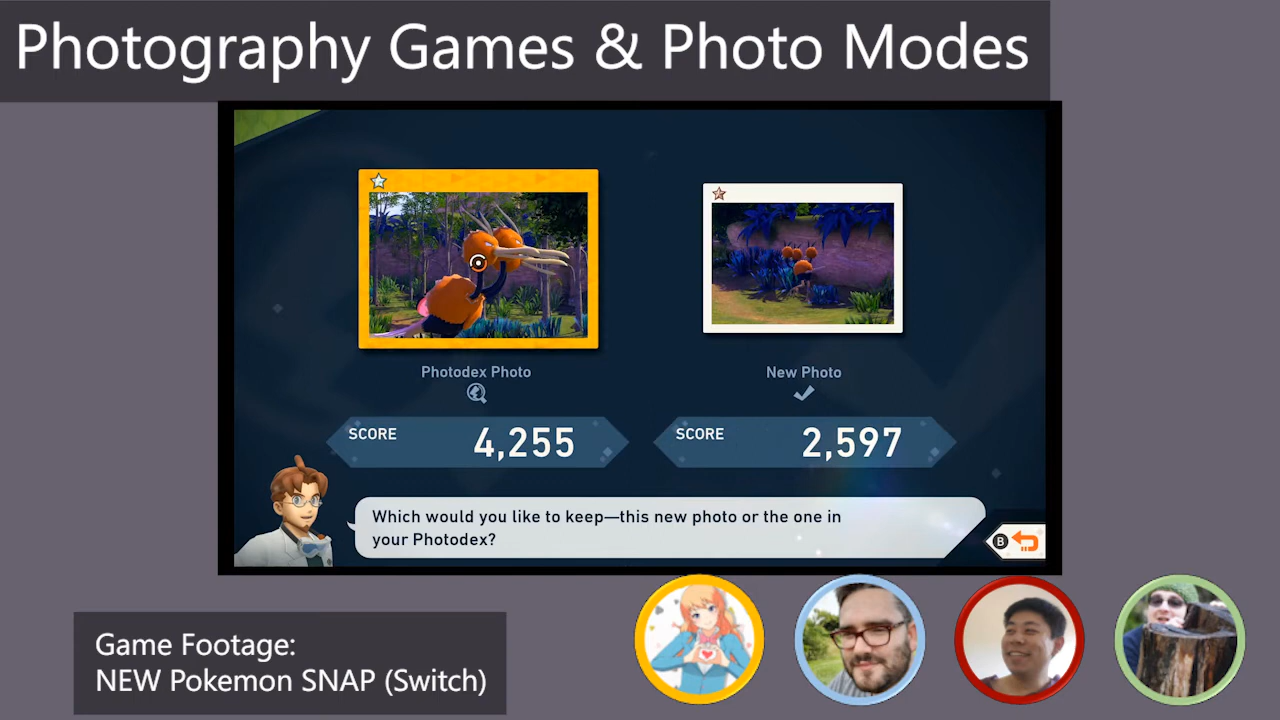 Photography Games & Photo Modes
Photodex Photo
New Photo
SCORE 4,255
SCORE 2,597
Which would you like to keep—this new photo or the one in
your Photodex?
B
Game Footage:
NEW Pokemon SNAP (Switch)